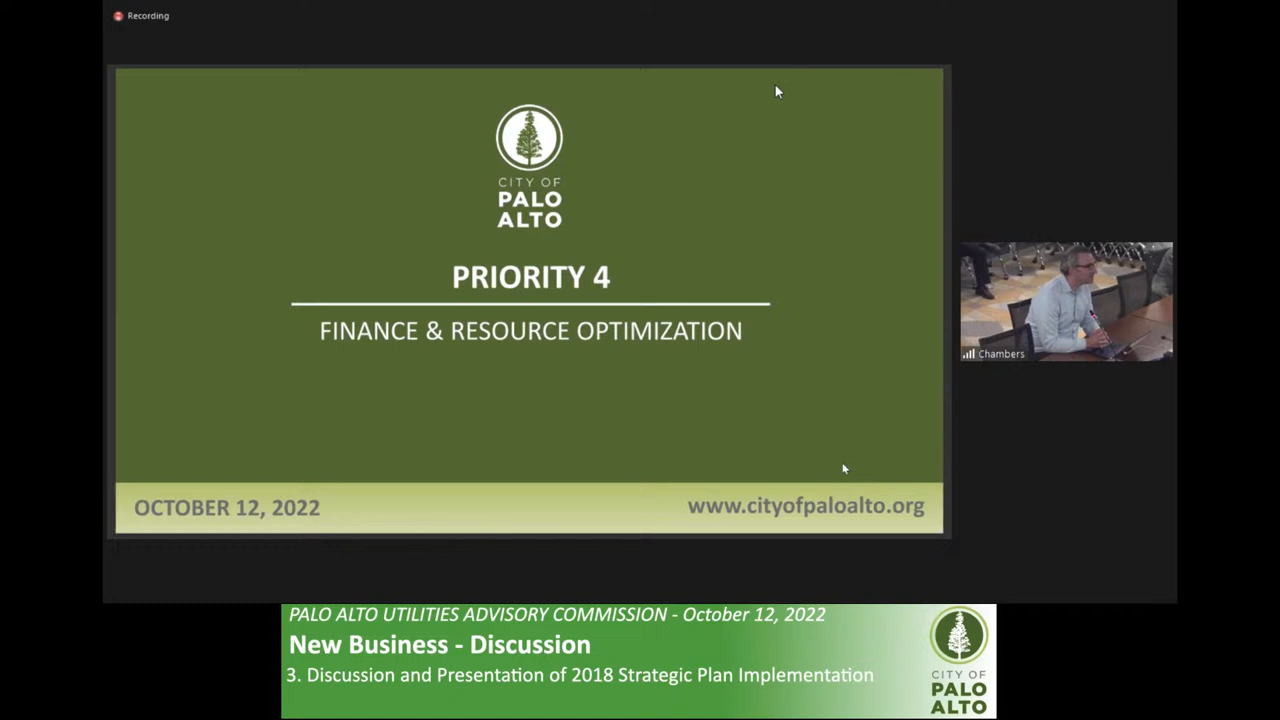 Recording
CITY OF
PALO
ALTO
PRIORITY 4
FINANCE & RESOURCE OPTIMIZATION
OCTOBER 12, 2022
www.cityofpaloalto.org
Chambers
PALO ALTO UTILITIES ADVISORY COMMISSION - October 12, 2022
New Business - Discussion
3. Discussion and Presentation of 2018 Strategic Plan Implementation
CITY OF
PALO
ALTO